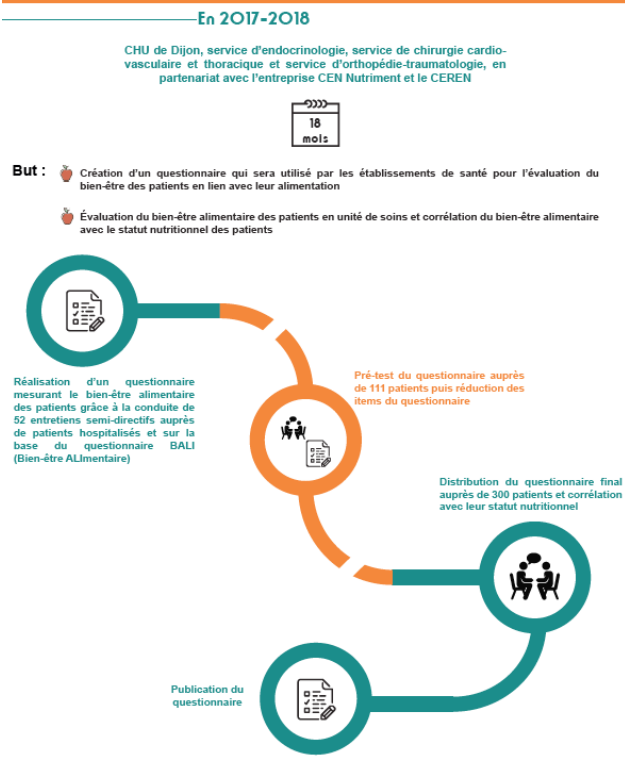 En 2017-2018
CHU de Dijon, service d'endocrinologie, service de chirurgie cardio-
vasculaire et thoracique et service d'orthopédie-traumatologie, en
partenariat avec l'entreprise CEN Nutriment et le CEREN
18
mois
But :
Création d'un questionnaire qui sera utilisé par les établissements de santé pour l'évaluation du
bien-être des patients en lien avec leur alimentation
Évaluation du bien-être alimentaire des patients en unité de soins et corrélation du bien-être alimentaire
avec le statut nutritionnel des patients
Réalisation d'un questionnaire
mesurant le bien-être alimentaire
des patients grâce à la conduite de
52 entretiens semi-directifs auprès
de patients hospitalisés et sur la
base du questionnaire BALI
(Bien-être ALImentaire)
Pré-test du questionnaire auprès
de 111 patients puis réduction des
items du questionnaire
Distribution du questionnaire final
auprès de 300 patients et corrélation
avec leur statut nutritionnel
Publication du
questionnaire